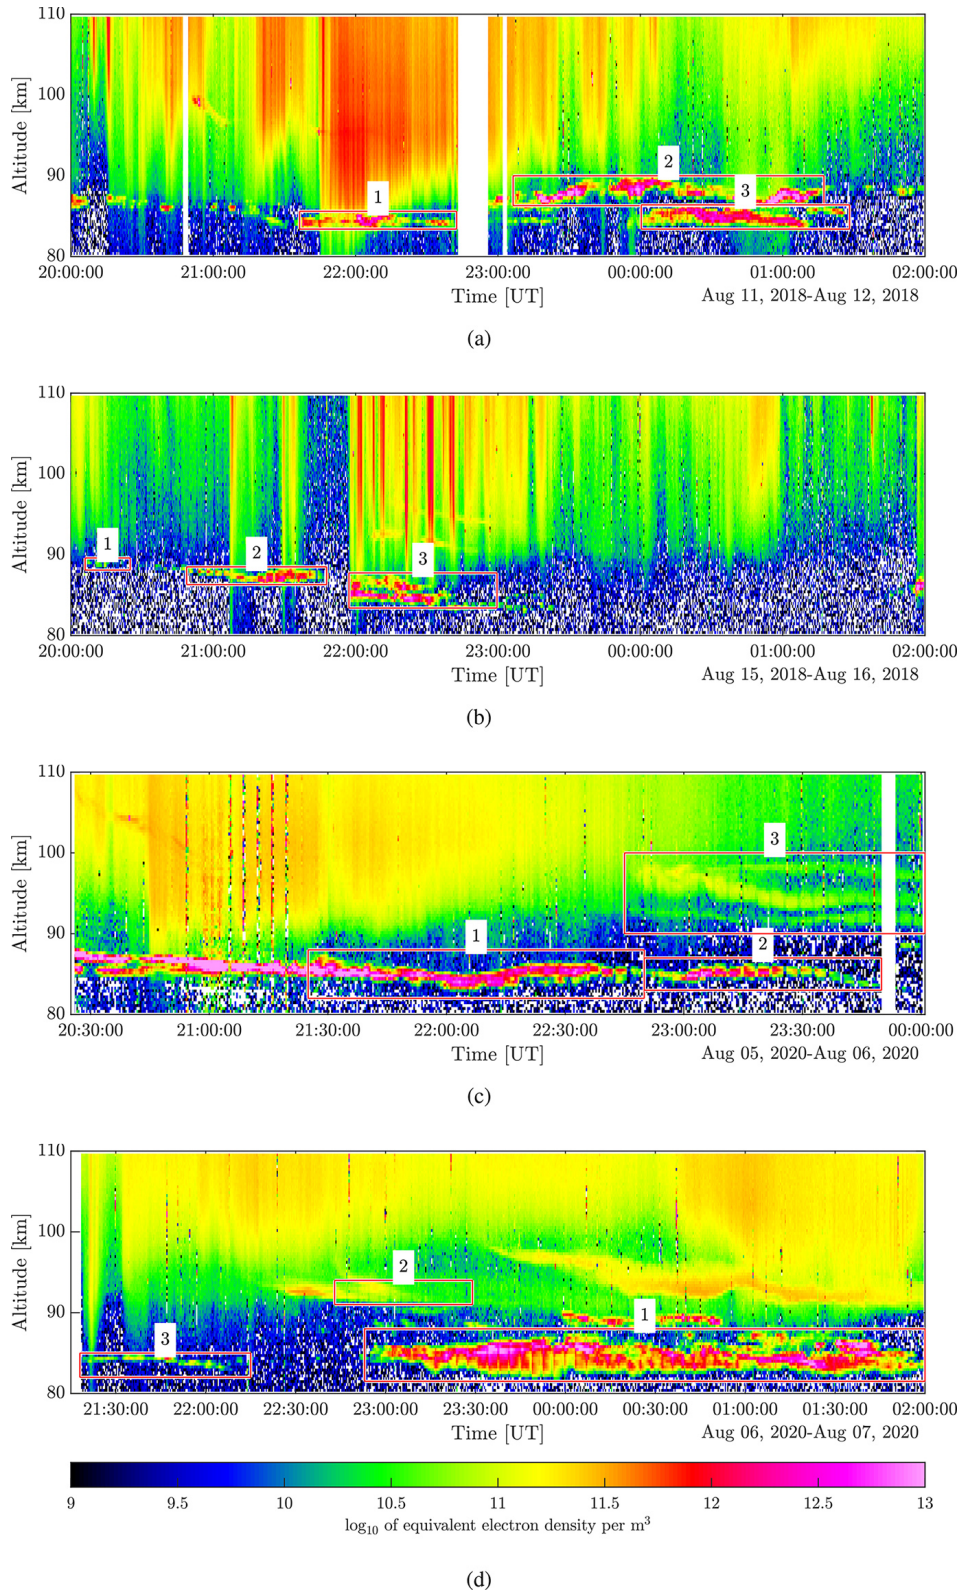 110
100
90
80
Altitude [km]
1
2
3
20:00:00 21:00:00 22:00:00 23:00:00 00:00:00 01:00:00 02:00:00
Time [UT]
Aug 11, 2018-Aug 12, 2018
(a)
110
100
90
80
Altitude [km]
1
2
3
20:00:00 21:00:00 22:00:00 23:00:00 00:00:00 01:00:00 02:00:00
Time [UT]
Aug 15, 2018-Aug 16, 2018
(b)
110
100
90
80
Altitude [km]
3
1
2
20:30:00 21:00:00 21:30:00 22:00:00 22:30:00 23:00:00 23:30:00 00:00:00
Time [UT]
Aug 05, 2020-Aug 06, 2020
(c)
110
100
90
80
Altitude [km]
2
1
3
21:30:00 22:00:00 22:30:00 23:00:00 23:30:00 00:00:00 00:30:00 01:00:00 01:30:00 02:00:00
Time [UT]
Aug 06, 2020-Aug 07, 2020
9 9.5 10 10.5 11 11.5 12 12.5 13
log₁₀ of equivalent electron density per m³
(d)